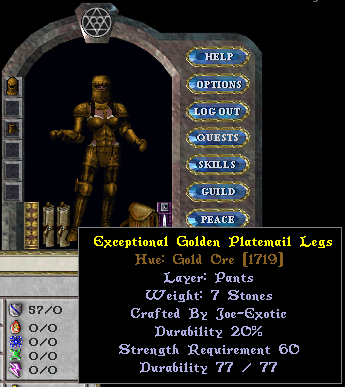 HELP
OPTIONS
LOG OUT
QUESTS
SKILLS
GUILD
PEACE
Exceptional Golden Platemail Legs
Hue: Gold Ore [1719]
Layer: Pants
Weight: 7 Stones
Crafted By Joe-Exotic
Durability 20%
Strength Requirement 60
Durability 77 / 77
57/0
0/0
0/0
0/0
0/0